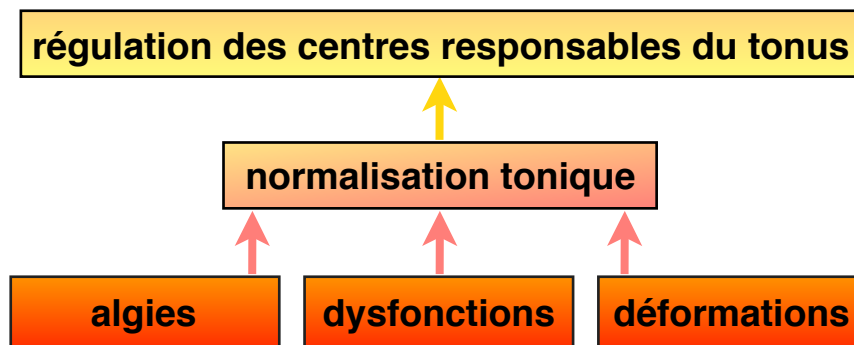 régulation des centres responsables du tonus
normalisation tonique
algies
dysfonctions
déformations